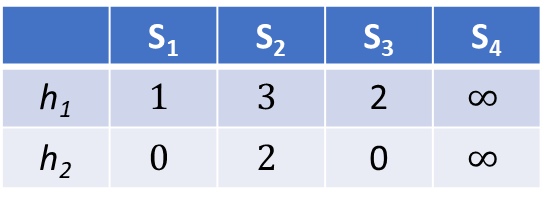 S₁ S₂ S₃ S₄
h₁ 1 3 2 ∞
h₂ 0 2 0 ∞